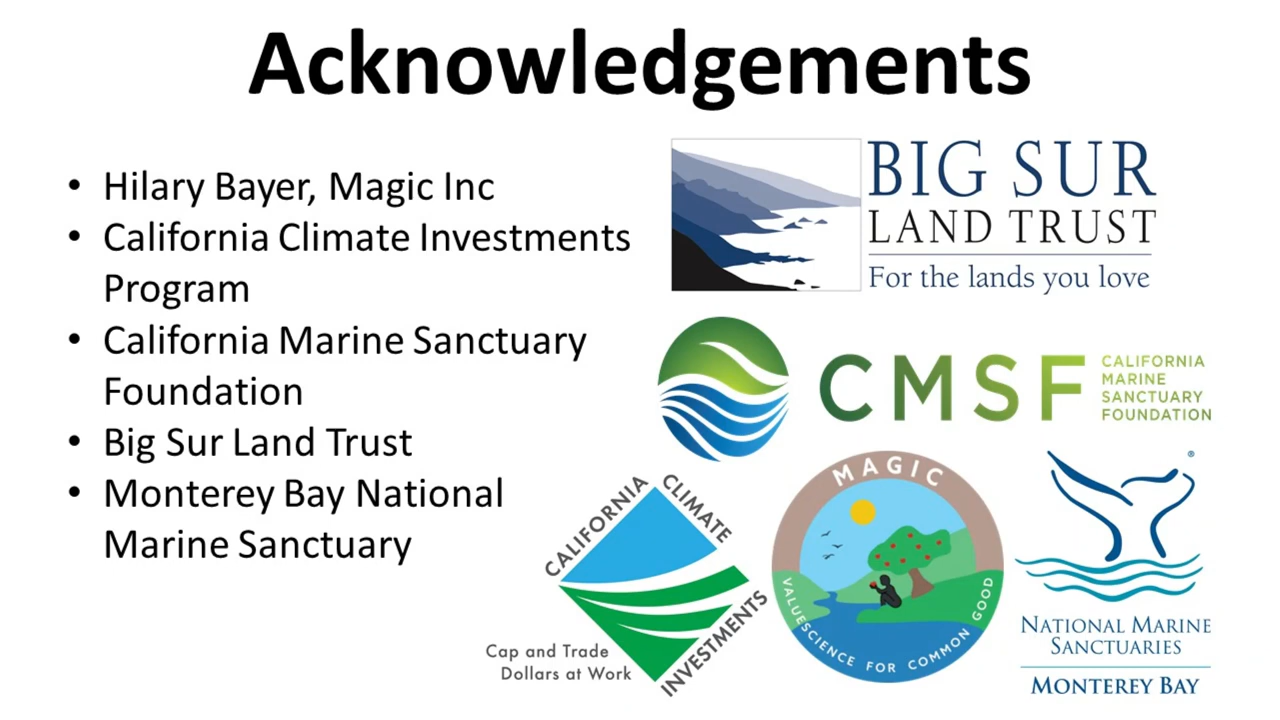 Acknowledgements
• Hilary Bayer, Magic Inc
• California Climate Investments
Program
• California Marine Sanctuary
Foundation
• Big Sur Land Trust
• Monterey Bay National
Marine Sanctuary
BIG SUR
LAND TRUST
For the lands you love
CMSF
CALIFORNIA
MARINE
SANCTUARY
FOUNDATION
CALIFORNIA
CLIMATE
INVESTMENTS
Cap and Trade
Dollars at Work
MAGIC
VALUESCIENCE FOR COMMON GOOD
®
NATIONAL MARINE
SANCTUARIES
MONTEREY BAY